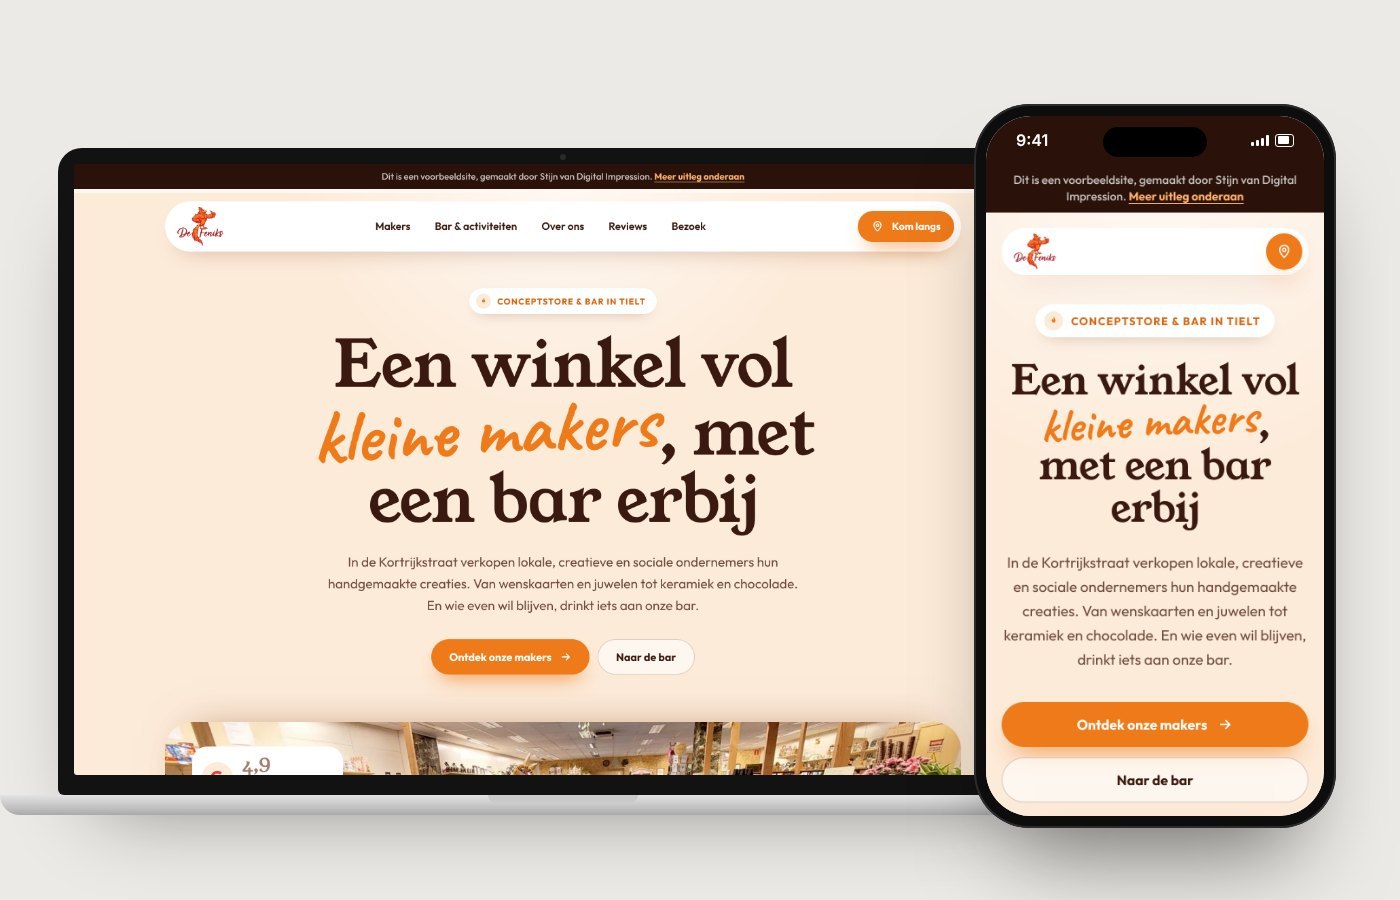 Dit is een voorbeeldsite, gemaakt door Stijn van Digital Impression. Meer uitleg onderaan
De Feniks
Makers
Bar & activiteiten
Over ons
Reviews
Bezoek
Kom langs
CONCEPTSTORE & BAR IN TIELT
Een winkel vol
kleine makers, met
een bar erbij
In de Kortrijkstraat verkopen lokale, creatieve en sociale ondernemers hun
handgemaakte creaties. Van wenskaarten en juwelen tot keramiek en chocolade.
En wie even wil blijven, drinkt iets aan onze bar.
Ontdek onze makers
Naar de bar
4,9
9:41
Dit is een voorbeeldsite, gemaakt door Stijn van Digital
Impression. Meer uitleg onderaan
De Feniks
CONCEPTSTORE & BAR IN TIELT
Een winkel vol
kleine makers,
met een bar
erbij
In de Kortrijkstraat verkopen lokale, creatieve
en sociale ondernemers hun handgemaakte
creaties. Van wenskaarten en juwelen tot
keramiek en chocolade. En wie even wil blijven,
drinkt iets aan onze bar.
Ontdek onze makers
Naar de bar